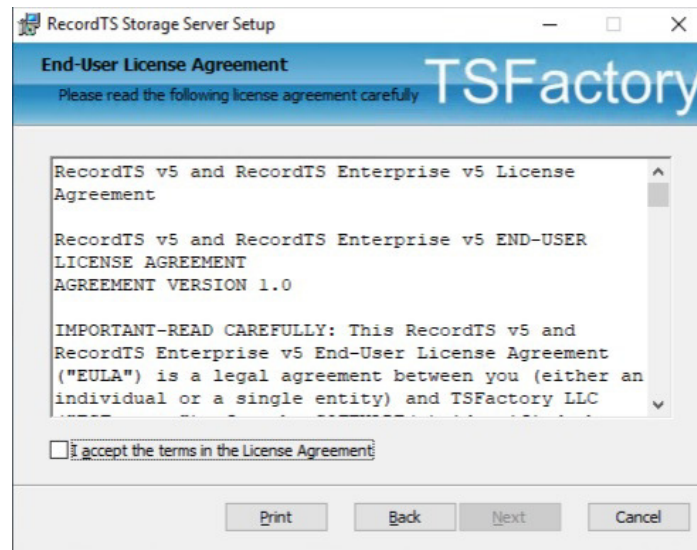 RecordTS Storage Server Setup
End-User License Agreement
TSFactory
Please read the following license agreement carefully
RecordTS v5 and RecordTS Enterprise v5 License
Agreement
RecordTS v5 and RecordTS Enterprise v5 END-USER
LICENSE AGREEMENT
AGREEMENT VERSION 1.0
IMPORTANT-READ CAREFULLY: This RecordTS v5 and
RecordTS Enterprise v5 End-User License Agreement
("EULA") is a legal agreement between you (either an
individual or a single entity) and TSFactory LLC
I accept the terms in the License Agreement
Print
Back
Next
Cancel